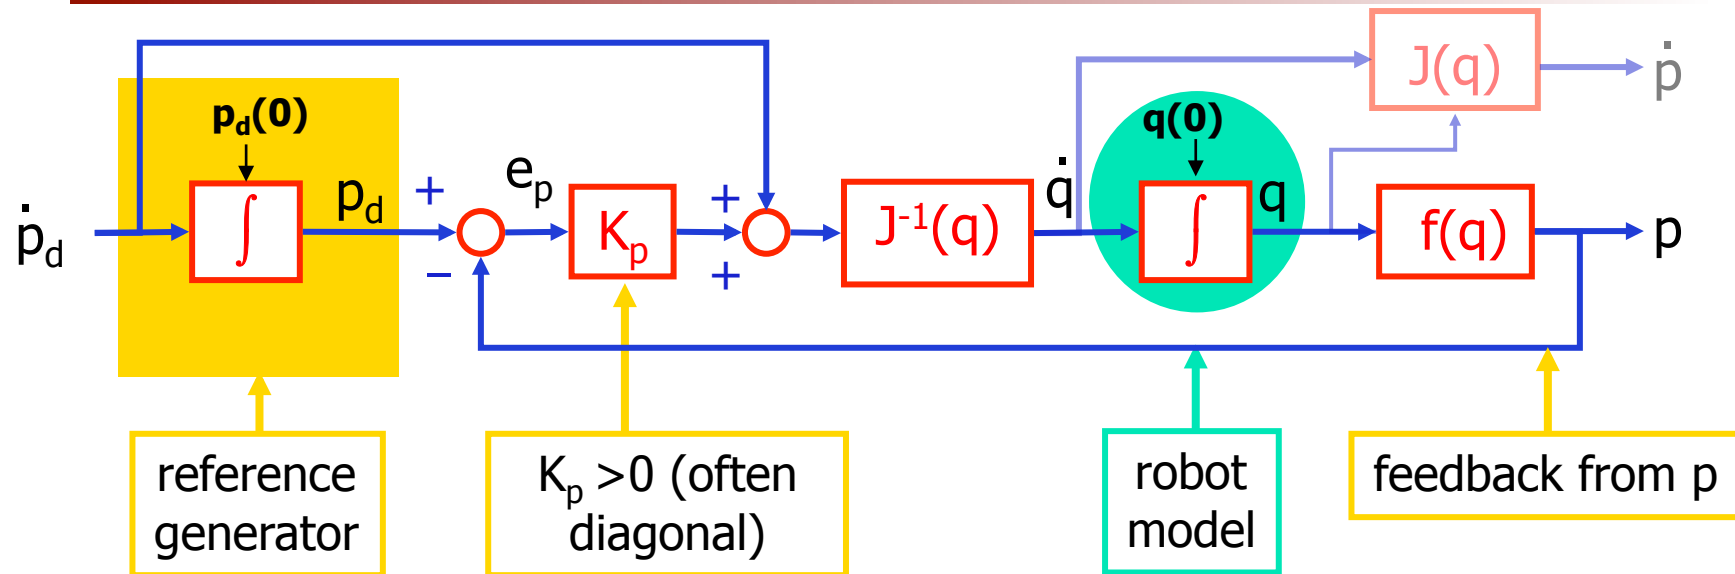 J(q)
ṗ
p_d(0)
q(0)
e_p
q̇
ṗ_d
∫
p_d
+
−
K_p
+
+
J⁻¹(q)
∫
q
f(q)
p
reference
generator
K_p >0 (often
diagonal)
robot
model
feedback from p